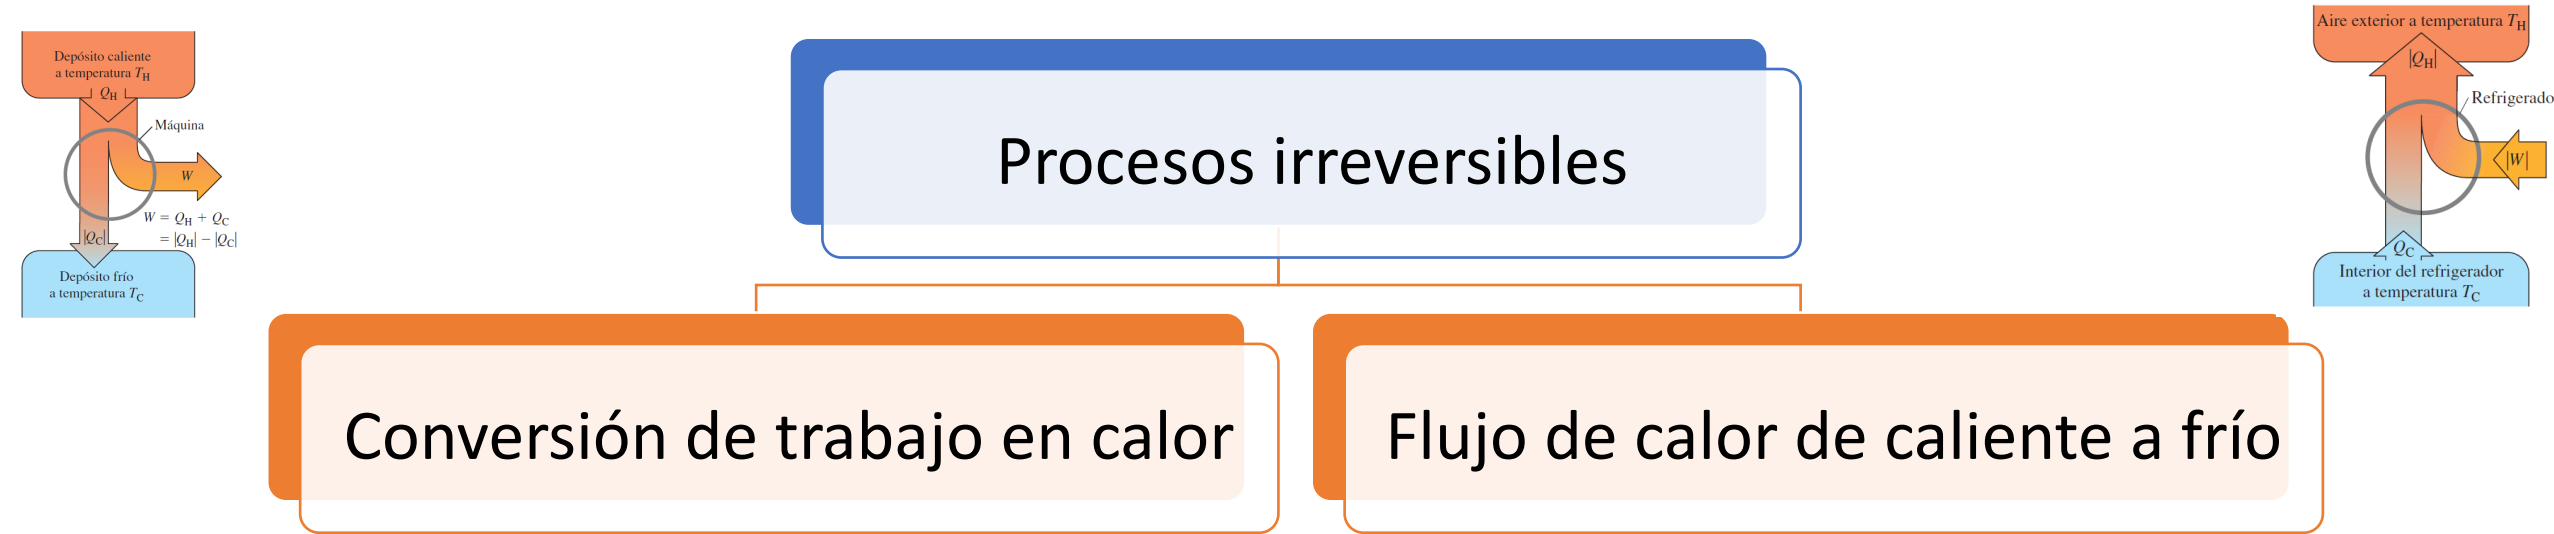 Depósito caliente
a temperatura T_H
Q_H
Máquina
W
W = Q_H + Q_C
= |Q_H| − |Q_C|
|Q_C|
Depósito frío
a temperatura T_C
Procesos irreversibles
Conversión de trabajo en calor
Flujo de calor de caliente a frío
Aire exterior a temperatura T_H
|Q_H|
Refrigerado
|W|
Q_C
Interior del refrigerador
a temperatura T_C